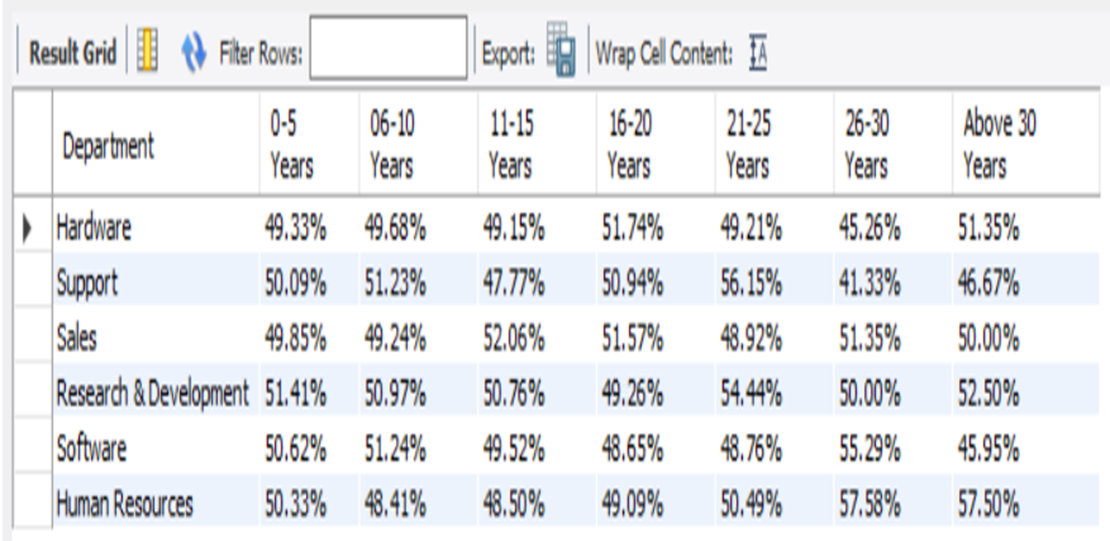 Result Grid Filter Rows: Export: Wrap Cell Content:
Department 0-5 Years 06-10 Years 11-15 Years 16-20 Years 21-25 Years 26-30 Years Above 30 Years
Hardware 49.33% 49.68% 49.15% 51.74% 49.21% 45.26% 51.35%
Support 50.09% 51.23% 47.77% 50.94% 56.15% 41.33% 46.67%
Sales 49.85% 49.24% 52.06% 51.57% 48.92% 51.35% 50.00%
Research & Development 51.41% 50.97% 50.76% 49.26% 54.44% 50.00% 52.50%
Software 50.62% 51.24% 49.52% 48.65% 48.76% 55.29% 45.95%
Human Resources 50.33% 48.41% 48.50% 49.09% 50.49% 57.58% 57.50%